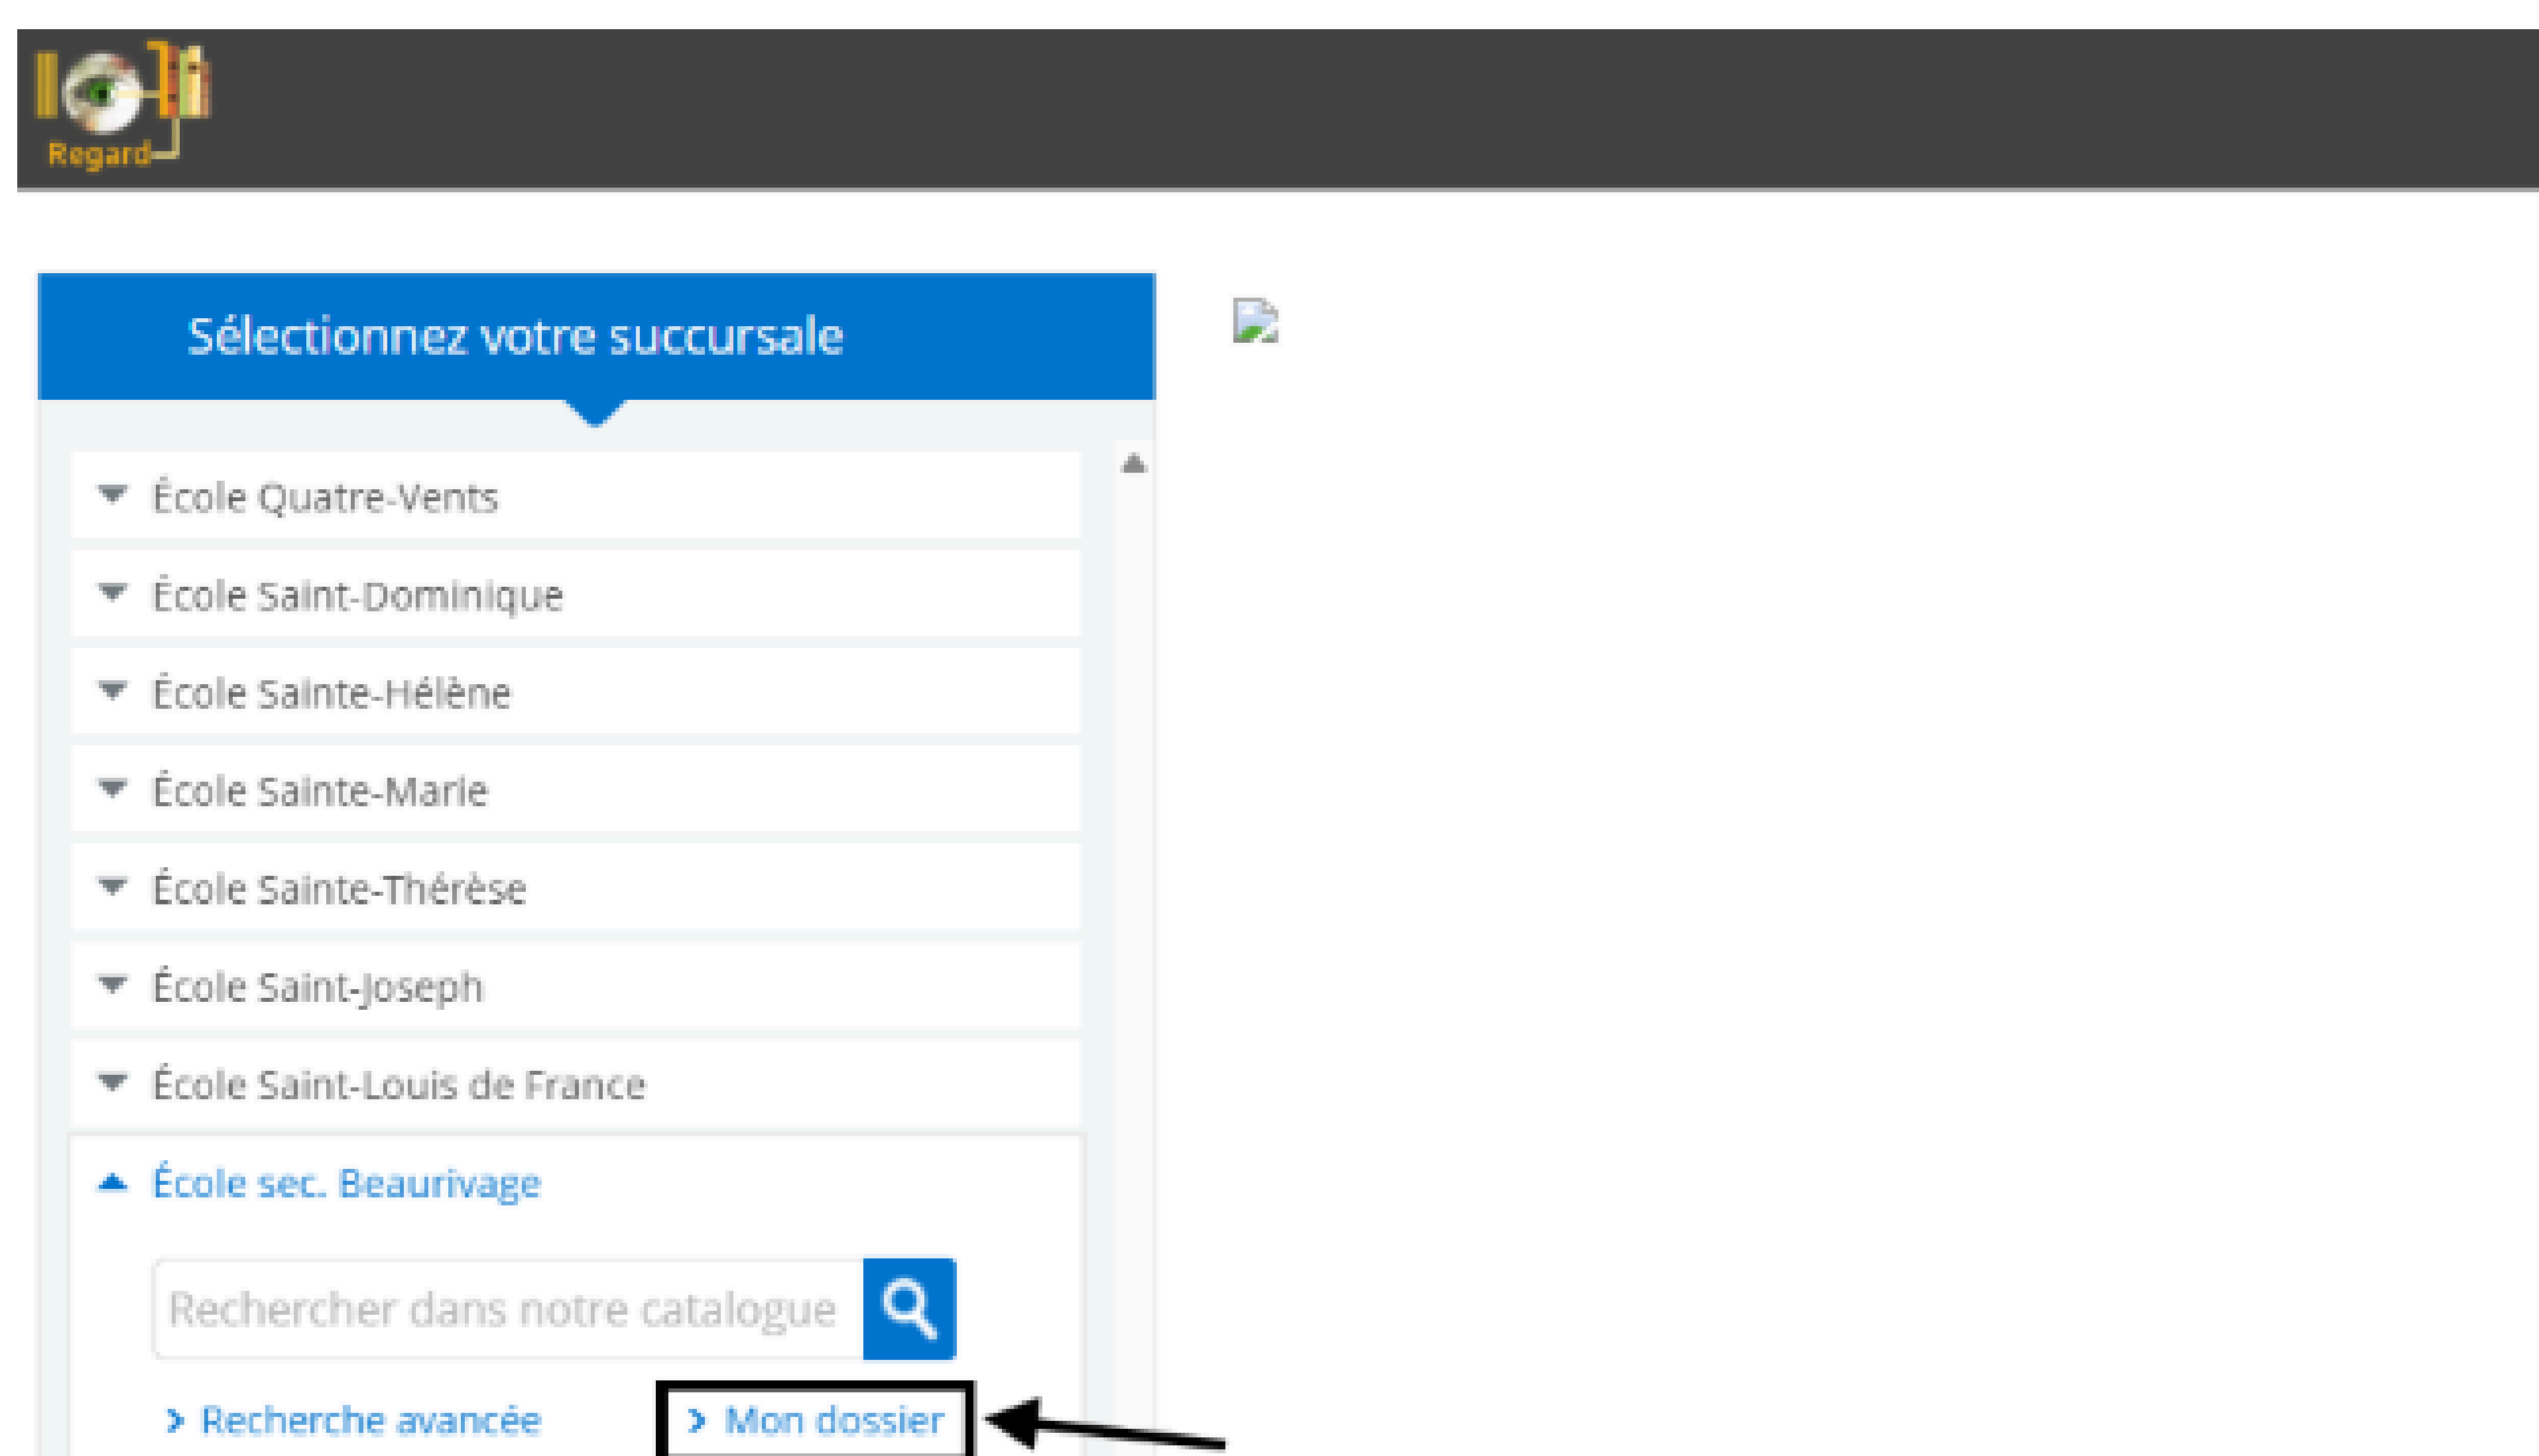 Regard
Sélectionnez votre succursale
École Quatre-Vents
École Saint-Dominique
École Sainte-Hélène
École Sainte-Marie
École Sainte-Thérèse
École Saint-Joseph
École Saint-Louis de France
École sec. Beaurivage
Rechercher dans notre catalogue
> Recherche avancée > Mon dossier